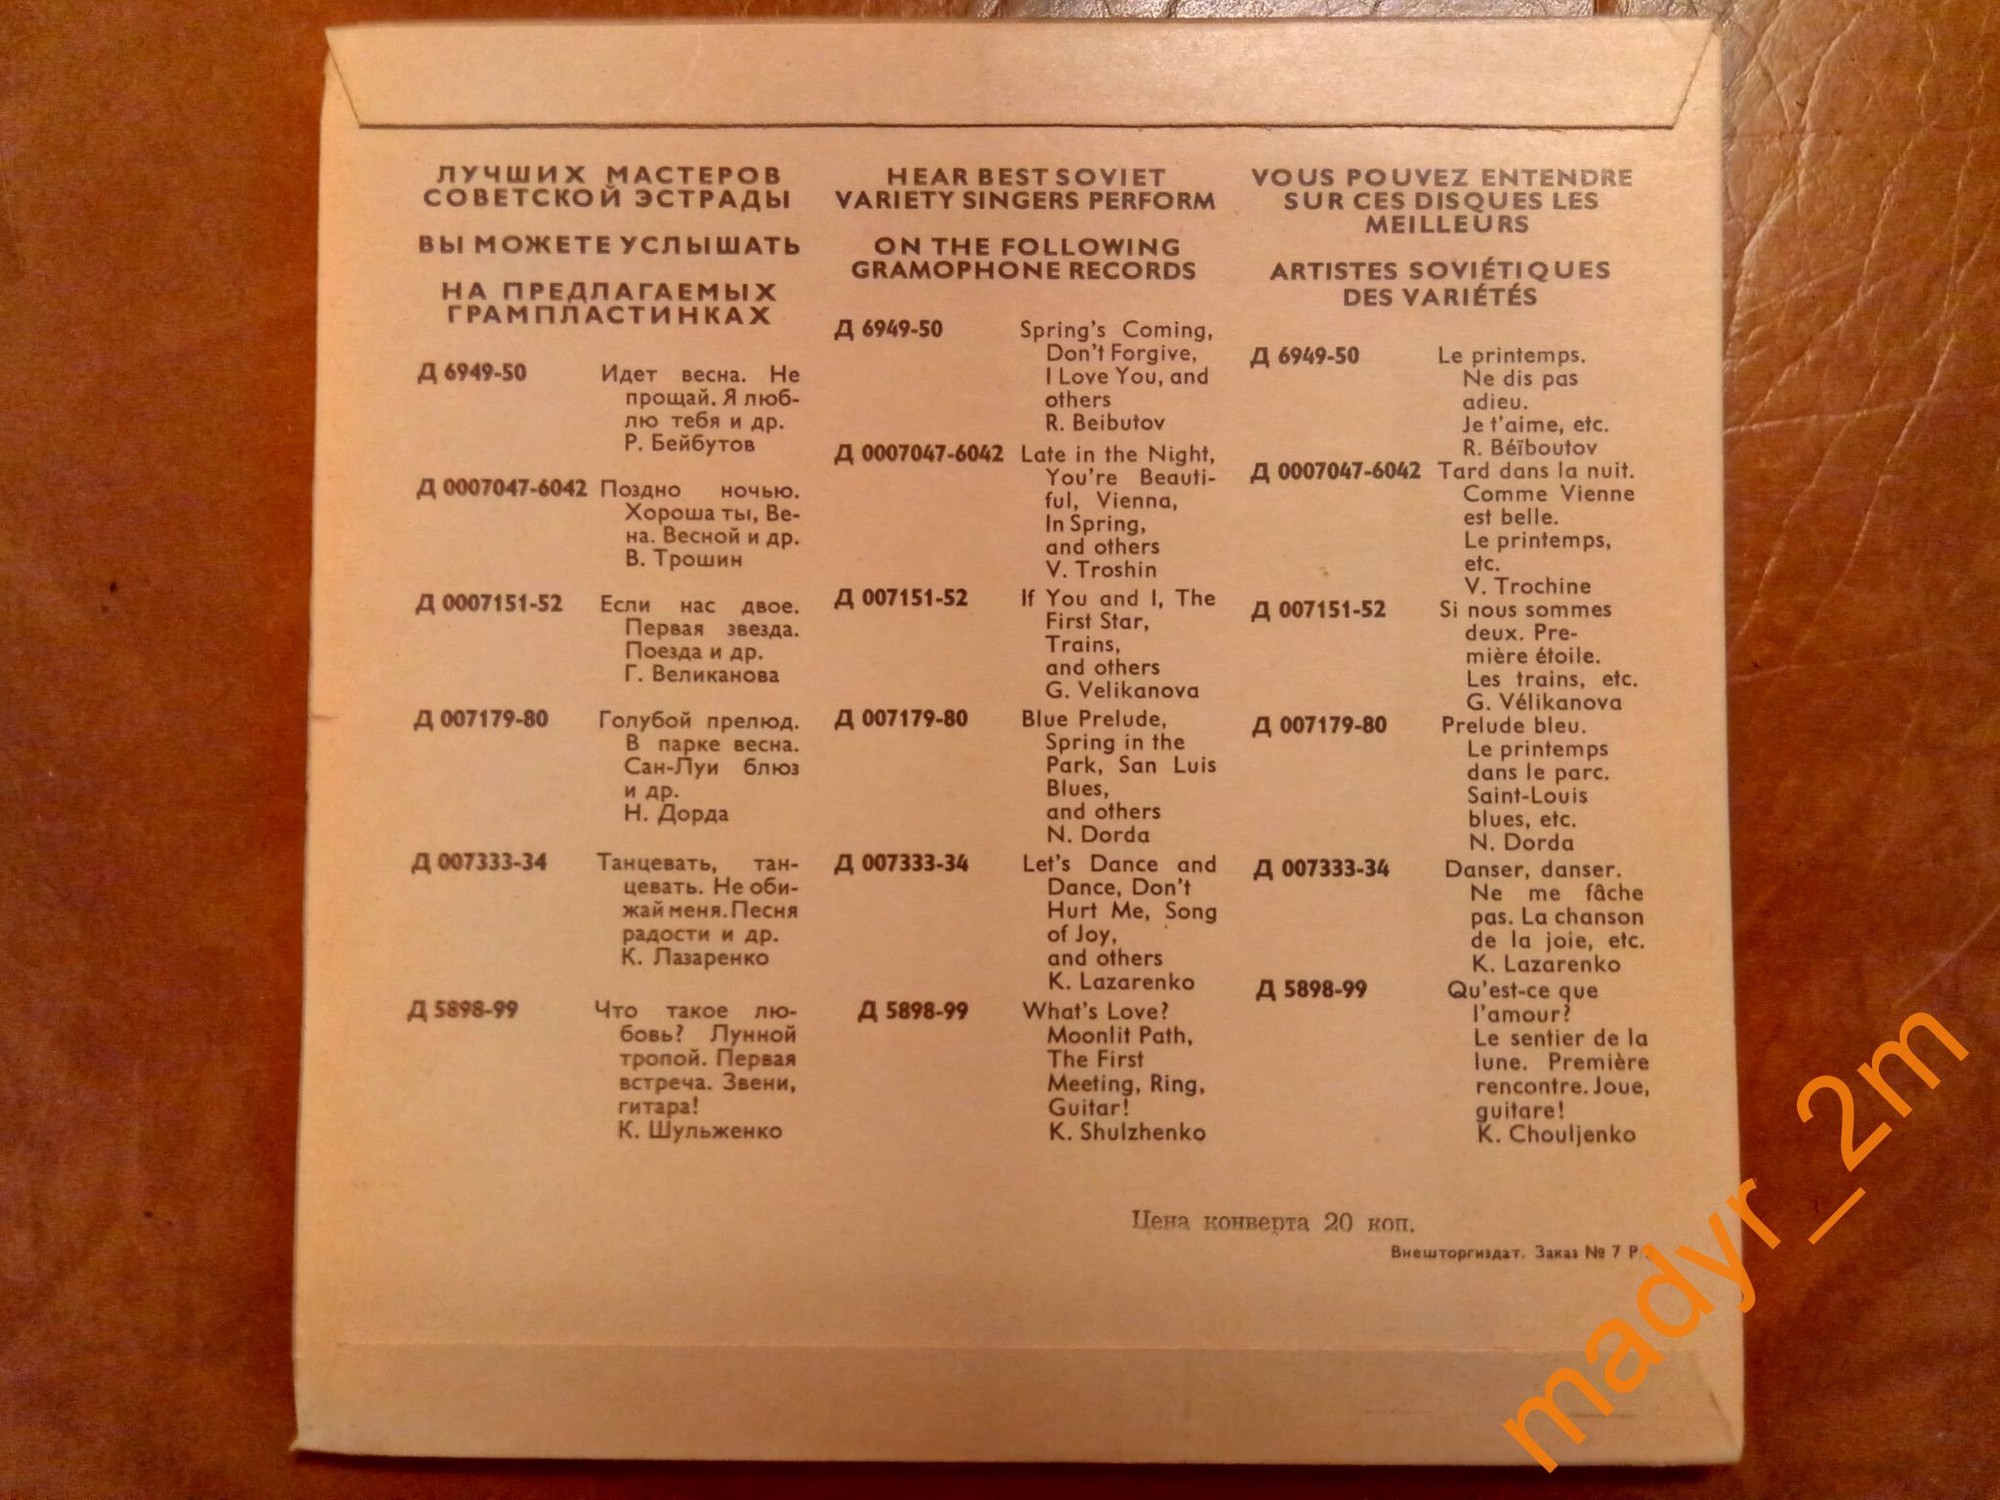 ЛУЧШИХ МАСТЕРОВ
СОВЕТСКОЙ ЭСТРАДЫ
ВЫ МОЖЕТЕ УСЛЫШАТЬ
НА ПРЕДЛАГАЕМЫХ
ГРАМПЛАСТИНКАХ
Д 6949-50 Идет весна. Не
прощай. Я люб-
лю тебя и др.
Р. Бейбутов
Д 0007047-6042 Поздно ночью.
Хороша ты, Ве-
на. Весной и др.
В. Трошин
Д 0007151-52 Если нас двое.
Первая звезда.
Поезда и др.
Г. Великанова
Д 007179-80 Голубой прелюд.
В парке весна.
Сан-Луи блюз
и др.
Н. Дорда
Д 007333-34 Танцевать, тан-
цевать. Не оби-
жай меня. Песня
радости и др.
К. Лазаренко
Д 5898-99 Что такое лю-
бовь? Лунной
тропой. Первая
встреча. Звени,
гитара!
К. Шульженко
HEAR BEST SOVIET
VARIETY SINGERS PERFORM
ON THE FOLLOWING
GRAMOPHONE RECORDS
Д 6949-50 Spring's Coming,
Don't Forgive,
I Love You, and
others
R. Beibutov
Д 0007047-6042 Late in the Night,
You're Beauti-
ful, Vienna,
In Spring,
and others
V. Troshin
Д 007151-52 If You and I, The
First Star,
Trains,
and others
G. Velikanova
Д 007179-80 Blue Prelude,
Spring in the
Park, San Luis
Blues,
and others
N. Dorda
Д 007333-34 Let's Dance and
Dance, Don't
Hurt Me, Song
of Joy,
and others
K. Lazarenko
Д 5898-99 What's Love?
Moonlit Path,
The First
Meeting, Ring,
Guitar!
K. Shulzhenko
VOUS POUVEZ ENTENDRE
SUR CES DISQUES LES
MEILLEURS
ARTISTES SOVIÉTIQUES
DES VARIÉTÉS
Д 6949-50 Le printemps.
Ne dis pas
adieu.
Je t'aime, etc.
R. Béïboutov
Д 0007047-6042 Tard dans la nuit.
Comme Vienne
est belle.
Le printemps,
etc.
V. Trochine
Д 007151-52 Si nous sommes
deux. Pre-
mière étoile.
Les trains, etc.
G. Vélikanova
Д 007179-80 Prelude bleu.
Le printemps
dans le parc.
Saint-Louis
blues, etc.
N. Dorda
Д 007333-34 Danser, danser.
Ne me fâche
pas. La chanson
de la joie, etc.
K. Lazarenko
Д 5898-99 Qu'est-ce que
l'amour?
Le sentier de la
lune. Première
rencontre. Joue,
guitare!
K. Chouljenko
Цена конверта 20 коп.
Внешторгиздат. Заказ № 7 Р
madyr_2m